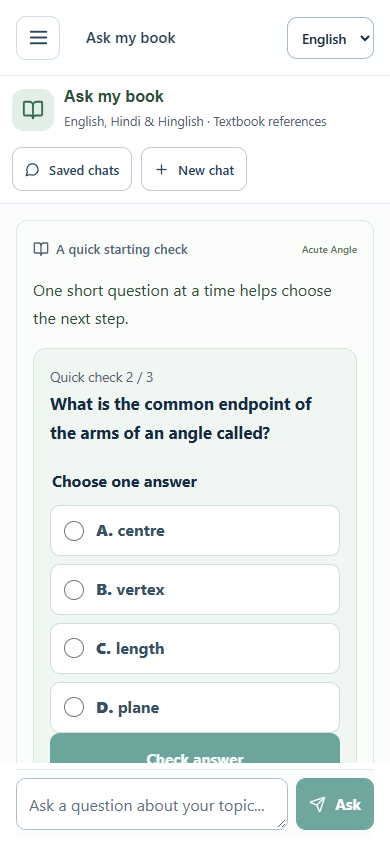 Ask my book
English
Ask my book
English, Hindi & Hinglish · Textbook references
Saved chats
New chat
A quick starting check
Acute Angle
One short question at a time helps choose
the next step.
Quick check 2 / 3
What is the common endpoint of
the arms of an angle called?
Choose one answer
A. centre
B. vertex
C. length
D. plane
Check answer
Ask a question about your topic...
Ask